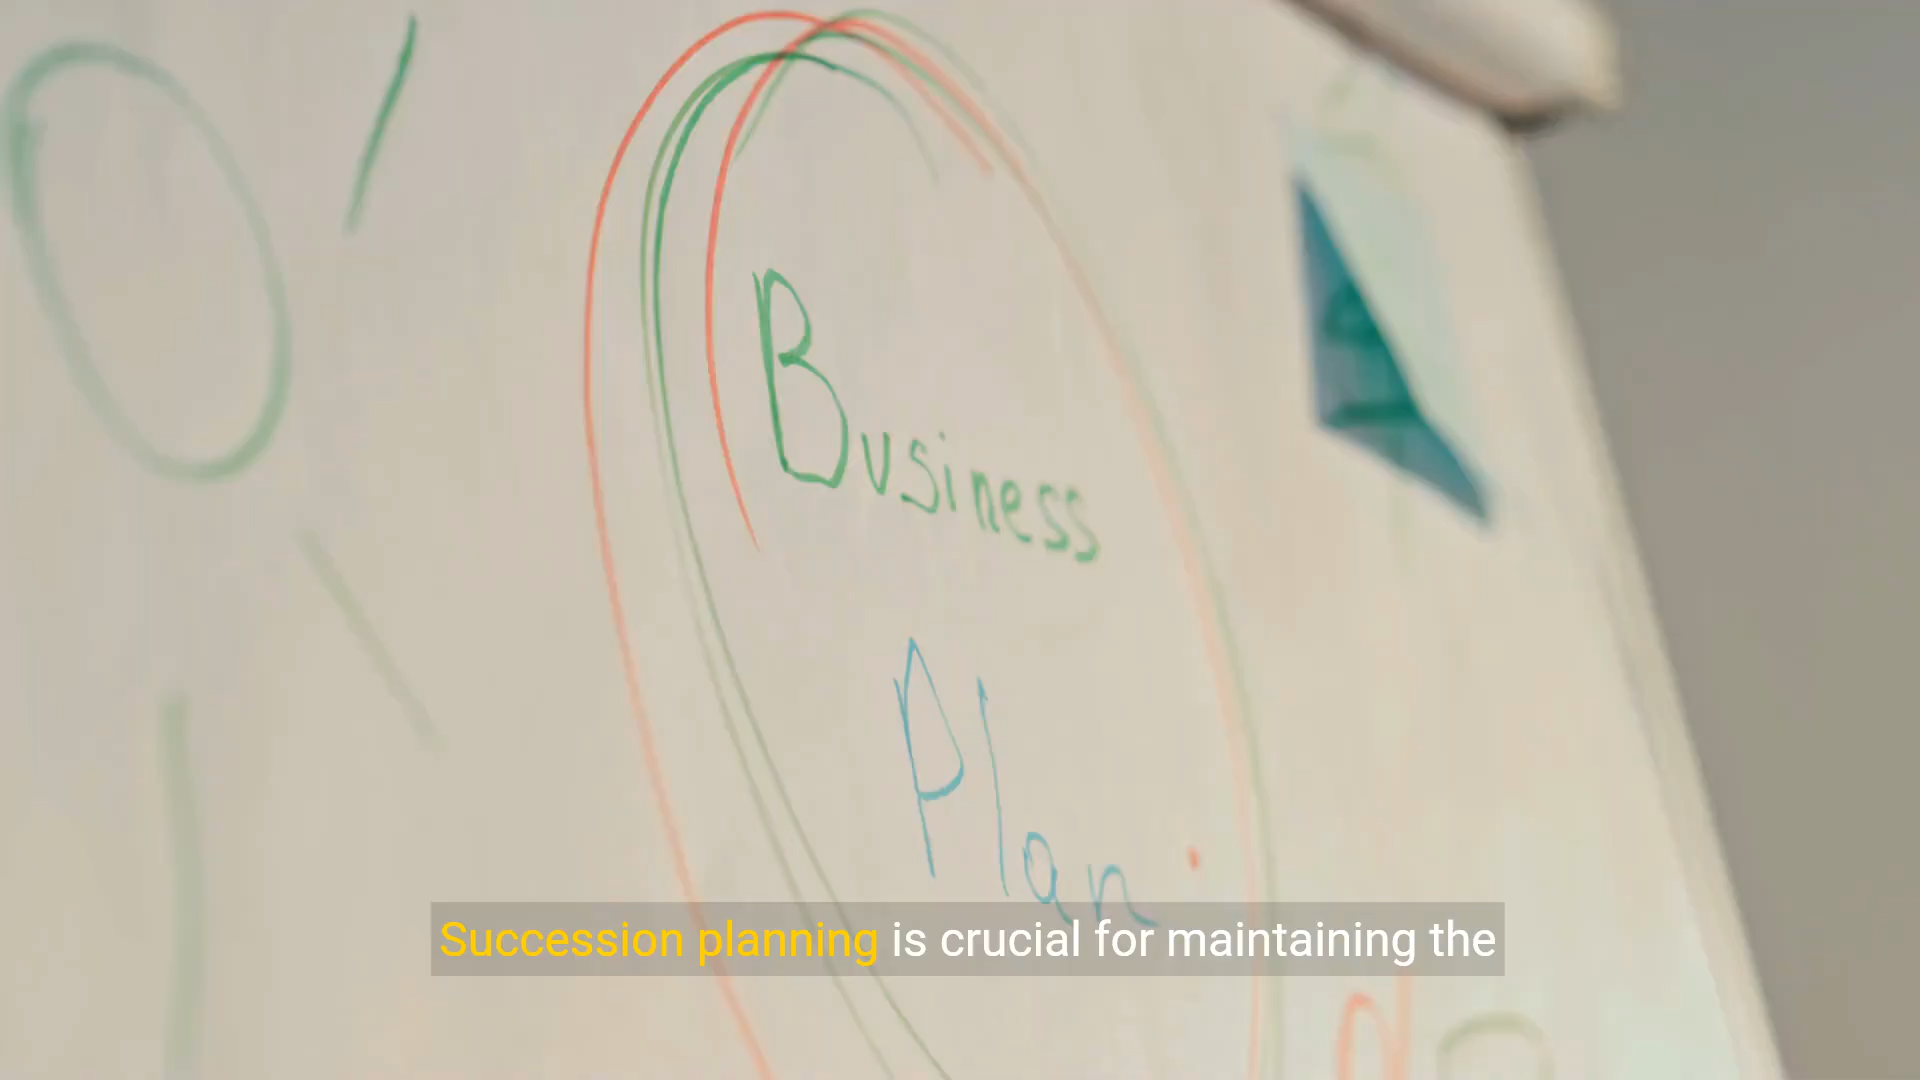 Business
Plan
Succession planning is crucial for maintaining the